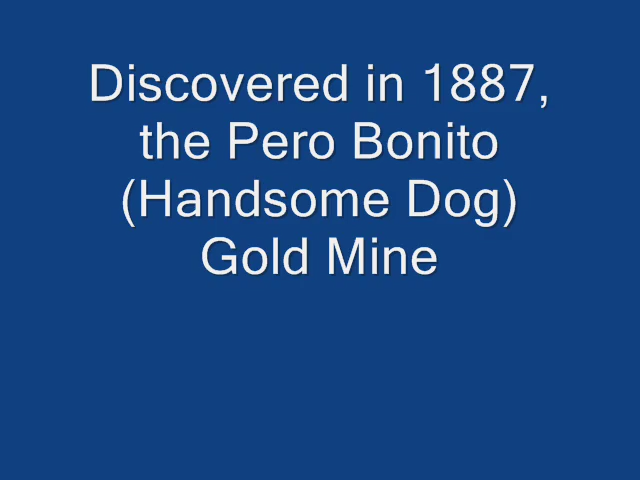 Discovered in 1887,
the Pero Bonito
(Handsome Dog)
Gold Mine